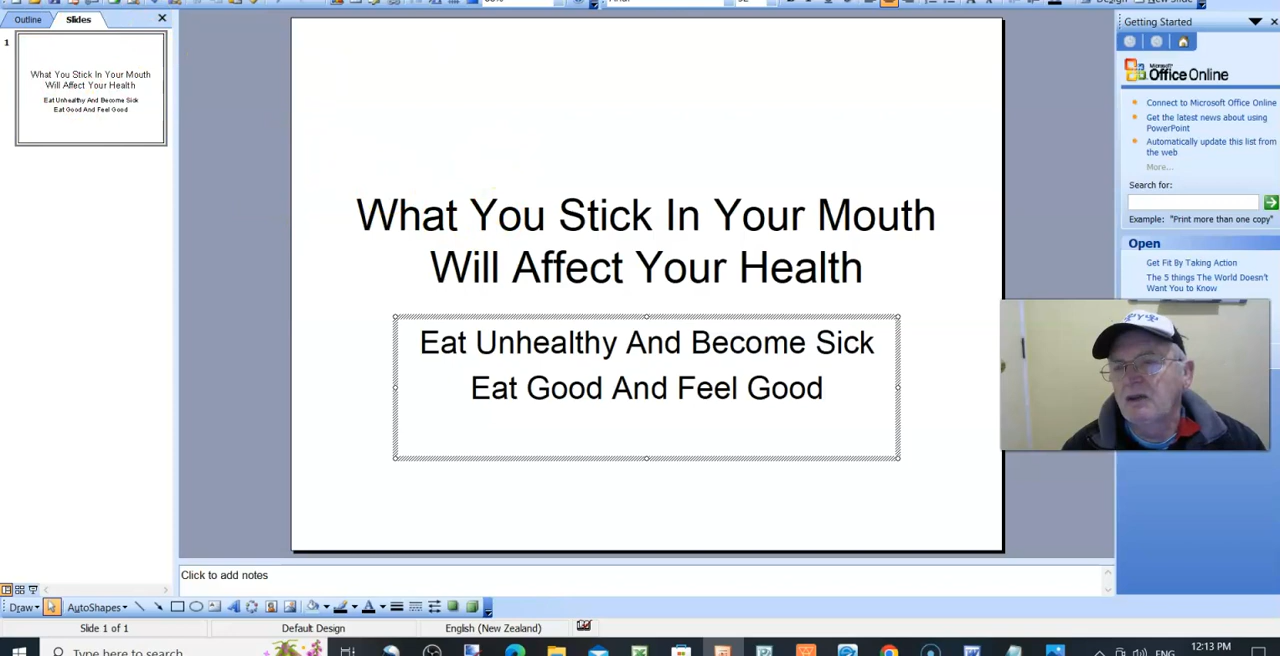 Outline
Slides
Getting Started
1
What You Stick In Your Mouth
Will Affect Your Health
Eat Unhealthy And Become Sick
Eat Good And Feel Good
What You Stick In Your Mouth
Will Affect Your Health
Eat Unhealthy And Become Sick
Eat Good And Feel Good
Microsoft
Office Online
Connect to Microsoft Office Online
Get the latest news about using
PowerPoint
Automatically update this list from
the web
More...
Search for:
Example: "Print more than one copy"
Open
Get Fit By Taking Action
The 5 things The World Doesn't
Want You to Know
Click to add notes
Draw
AutoShapes
Slide 1 of 1
Default Design
English (New Zealand)
Type here to search
ENG
12:13 PM